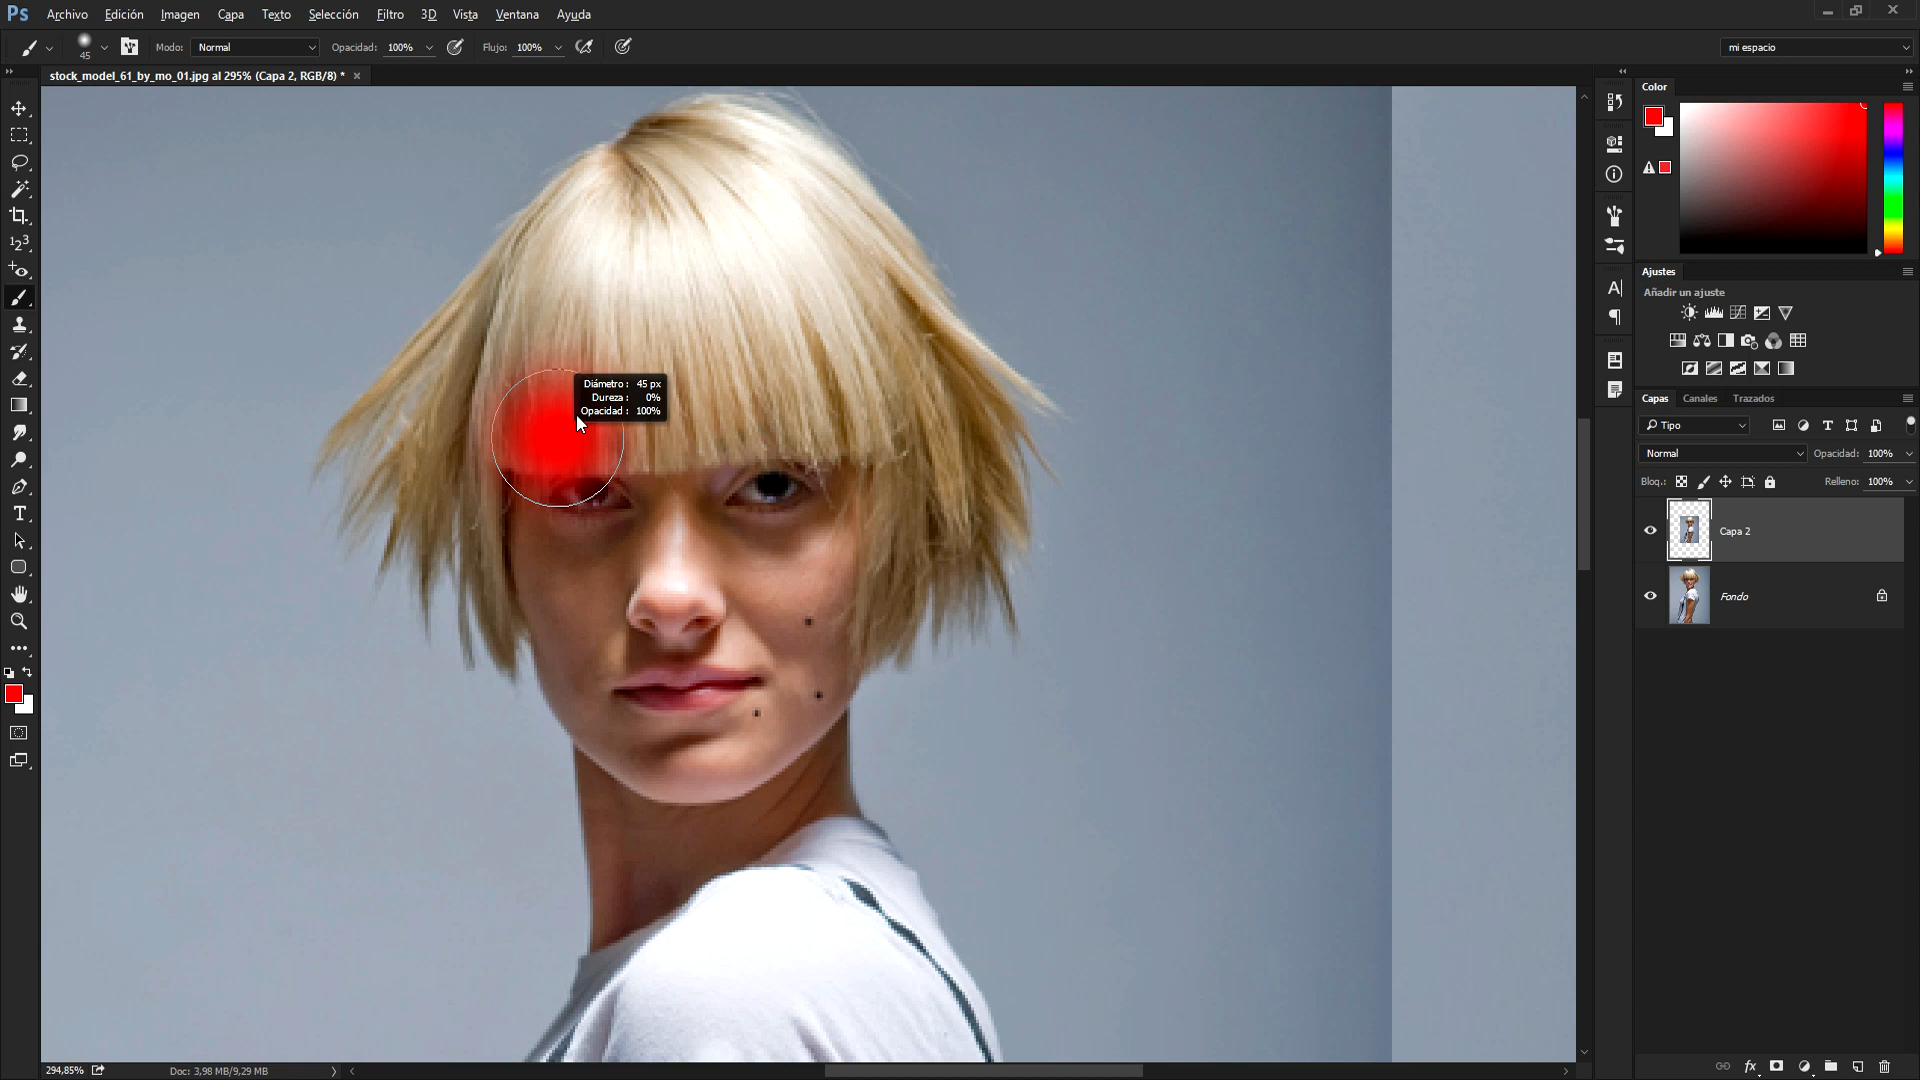 Ps Archivo Edición Imagen Capa Texto Selección Filtro 3D Vista Ventana Ayuda
45 Modo: Normal Opacidad: 100% Flujo: 100% mi espacio
stock_model_61_by_mo_01.jpg al 295% (Capa 2, RGB/8) * ×
Color
Ajustes
Añadir un ajuste
Diámetro : 45 px
Dureza : 0%
Opacidad : 100%
Capas Canales Trazados
Tipo
Normal Opacidad: 100%
Bloq.: Relleno: 100%
Capa 2
Fondo
294,85% Doc: 3,98 MB/9,29 MB